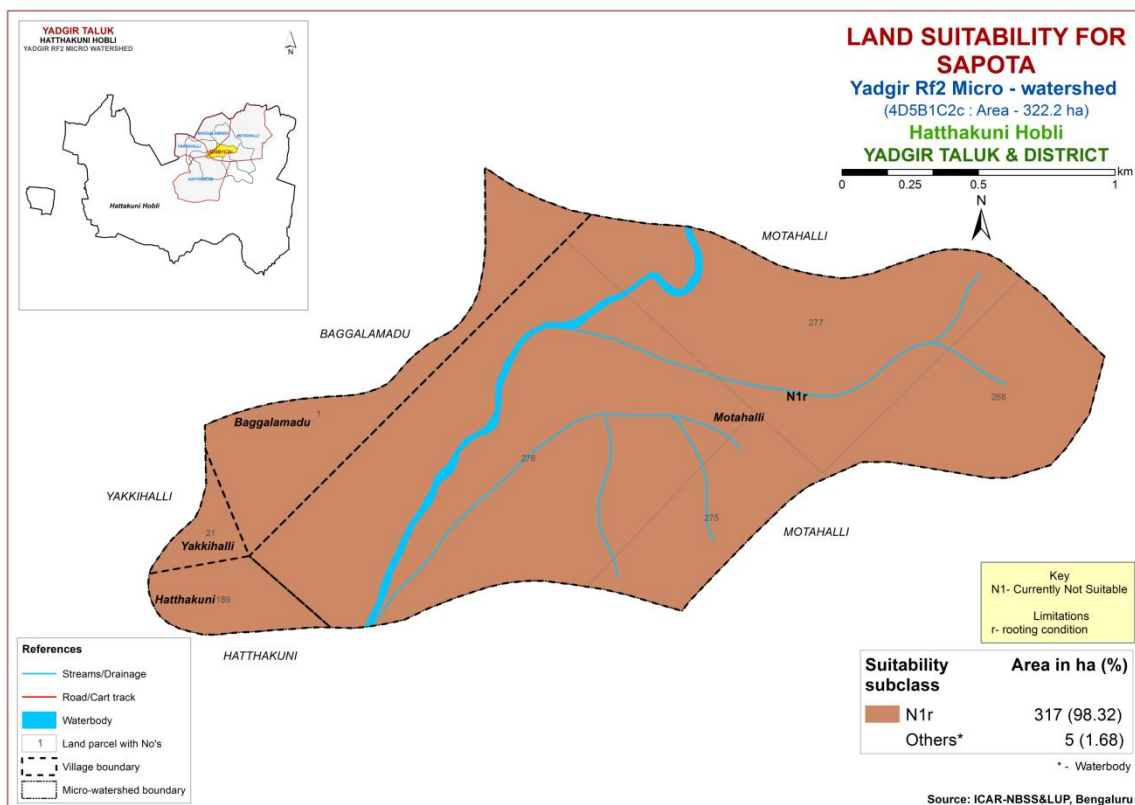 YADGIR TALUK
HATTHAKUNI HOBLI
YADGIR RF2 MICRO WATERSHED
N
BAGGALAMADU
MOTAHALLI
YAKKIHALLI
4D5B1C2c
HATTHAKUNI
Hattakuni Hobli
LAND SUITABILITY FOR
SAPOTA
Yadgir Rf2 Micro - watershed
(4D5B1C2c : Area - 322.2 ha)
Hatthakuni Hobli
YADGIR TALUK & DISTRICT
km
0 0.25 0.5 1
N
MOTAHALLI
BAGGALAMADU
277
N1r
268
Motahalli
1
Baggalamadu
276
YAKKIHALLI
275
MOTAHALLI
21
Yakkihalli
Hatthakuni 189
HATTHAKUNI
Key
N1- Currently Not Suitable
Limitations
r- rooting condition
References
Streams/Drainage
Road/Cart track
Waterbody
1 Land parcel with No's
Village boundary
Micro-watershed boundary
Suitability subclass Area in ha (%)
N1r 317 (98.32)
Others* 5 (1.68)
* - Waterbody
Source: ICAR-NBSS&LUP, Bengaluru